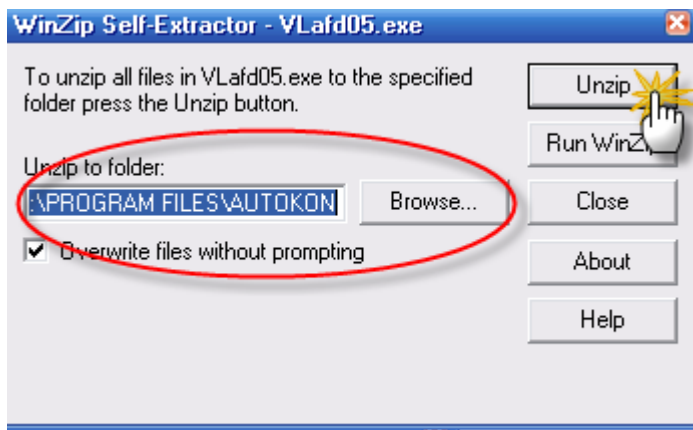 WinZip Self-Extractor - VLafd05.exe
To unzip all files in VLafd05.exe to the specified
folder press the Unzip button.
Unzip to folder:
:\PROGRAM FILES\AUTOKON
Browse...
Overwrite files without prompting
Unzip
Run WinZip
Close
About
Help